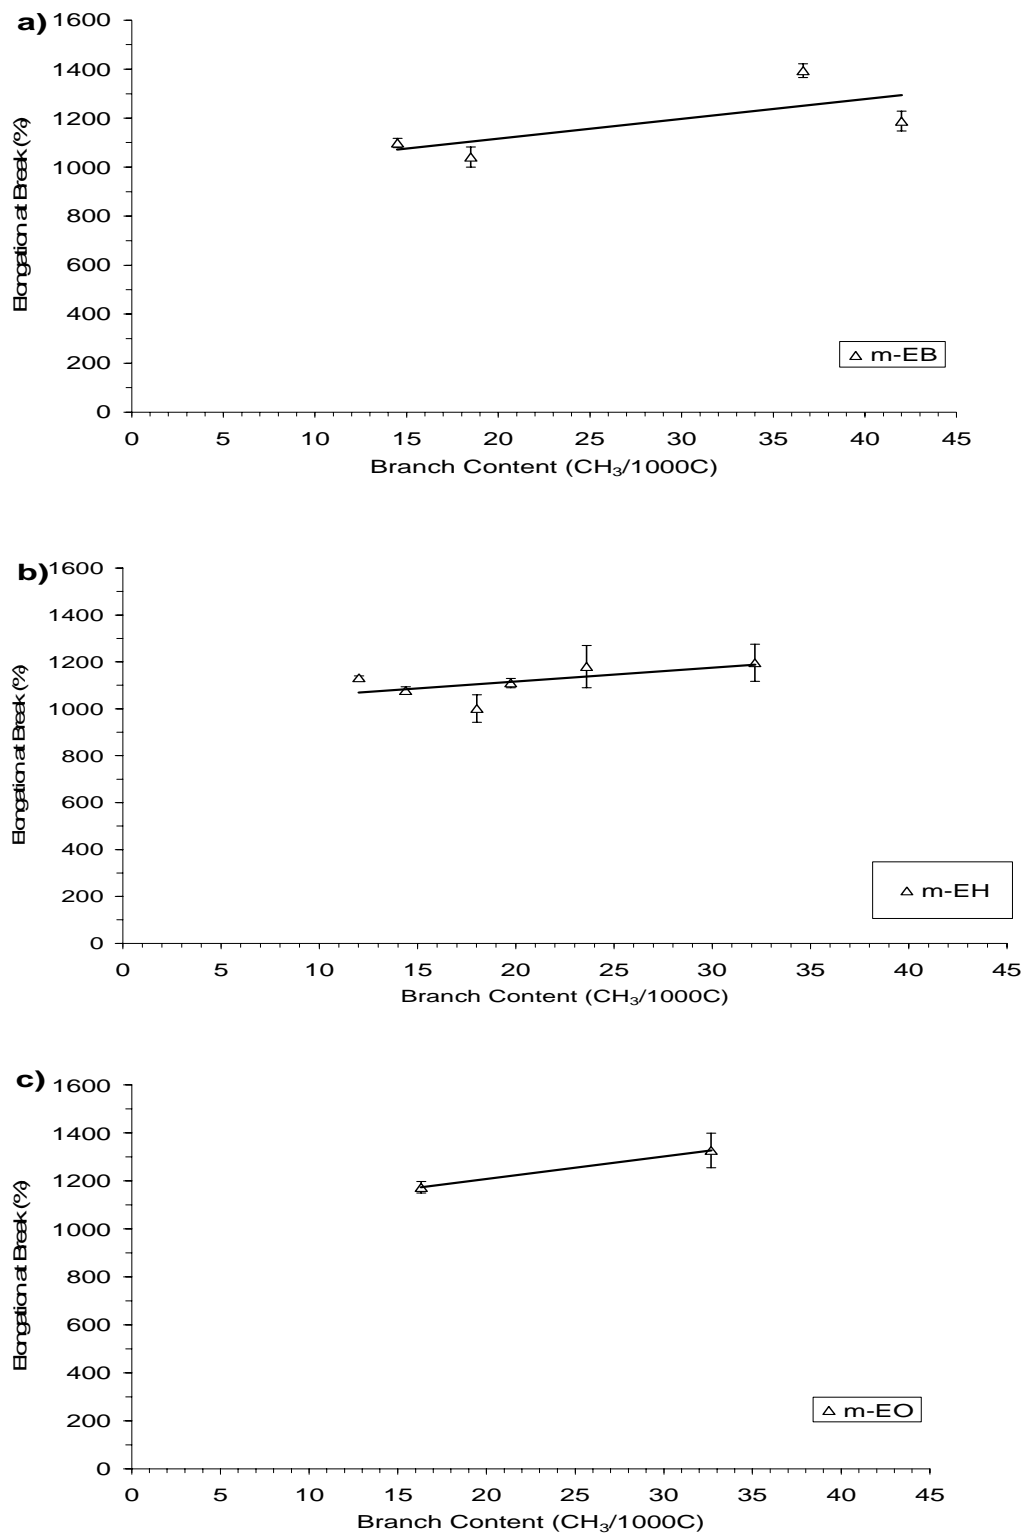 a)
1600
1400
1200
1000
800
600
400
200
0
Elongation at Break (%)
m-EB
0 5 10 15 20 25 30 35 40 45
Branch Content (CH₃/1000C)
b)
1600
1400
1200
1000
800
600
400
200
0
Elongation at Break (%)
m-EH
0 5 10 15 20 25 30 35 40 45
Branch Content (CH₃/1000C)
c)
1600
1400
1200
1000
800
600
400
200
0
Elongation at Break (%)
m-EO
0 5 10 15 20 25 30 35 40 45
Branch Content (CH₃/1000C)